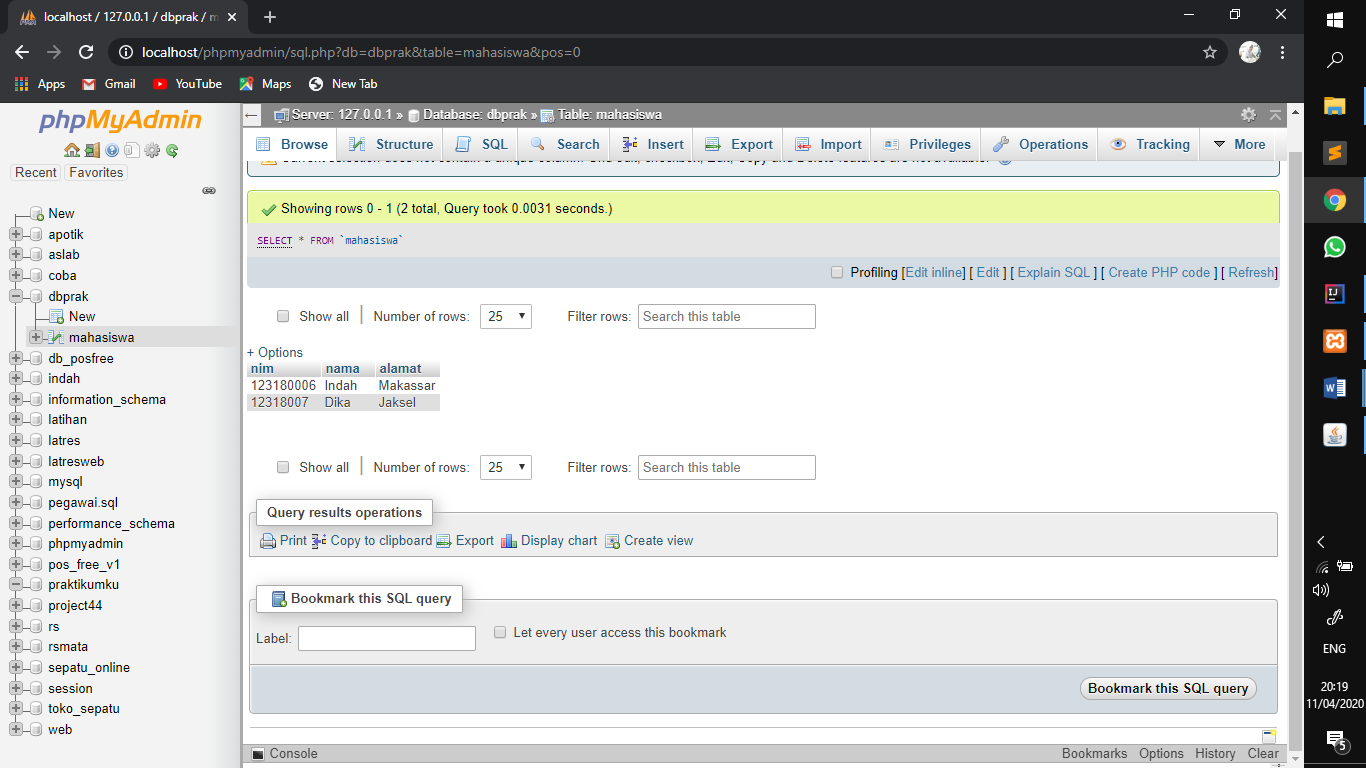 localhost / 127.0.0.1 / dbprak / m
localhost/phpmyadmin/sql.php?db=dbprak&table=mahasiswa&pos=0
Apps Gmail YouTube Maps New Tab
phpMyAdmin
Recent Favorites
New
apotik
aslab
coba
dbprak
New
mahasiswa
db_posfree
indah
information_schema
latihan
latres
latresweb
mysql
pegawai.sql
performance_schema
phpmyadmin
pos_free_v1
praktikumku
project44
rs
rsmata
sepatu_online
session
toko_sepatu
web
Server: 127.0.0.1 » Database: dbprak » Table: mahasiswa
Browse Structure SQL Search Insert Export Import Privileges Operations Tracking More
Showing rows 0 - 1 (2 total, Query took 0.0031 seconds.)
SELECT * FROM `mahasiswa`
Profiling [Edit inline] [ Edit ] [ Explain SQL ] [ Create PHP code ] [ Refresh]
Show all Number of rows: 25 Filter rows: Search this table
+ Options
nim nama alamat
123180006 Indah Makassar
12318007 Dika Jaksel
Show all Number of rows: 25 Filter rows: Search this table
Query results operations
Print Copy to clipboard Export Display chart Create view
Bookmark this SQL query
Label: Let every user access this bookmark
Bookmark this SQL query
Console Bookmarks Options History Clear
ENG
20:19
11/04/2020
5